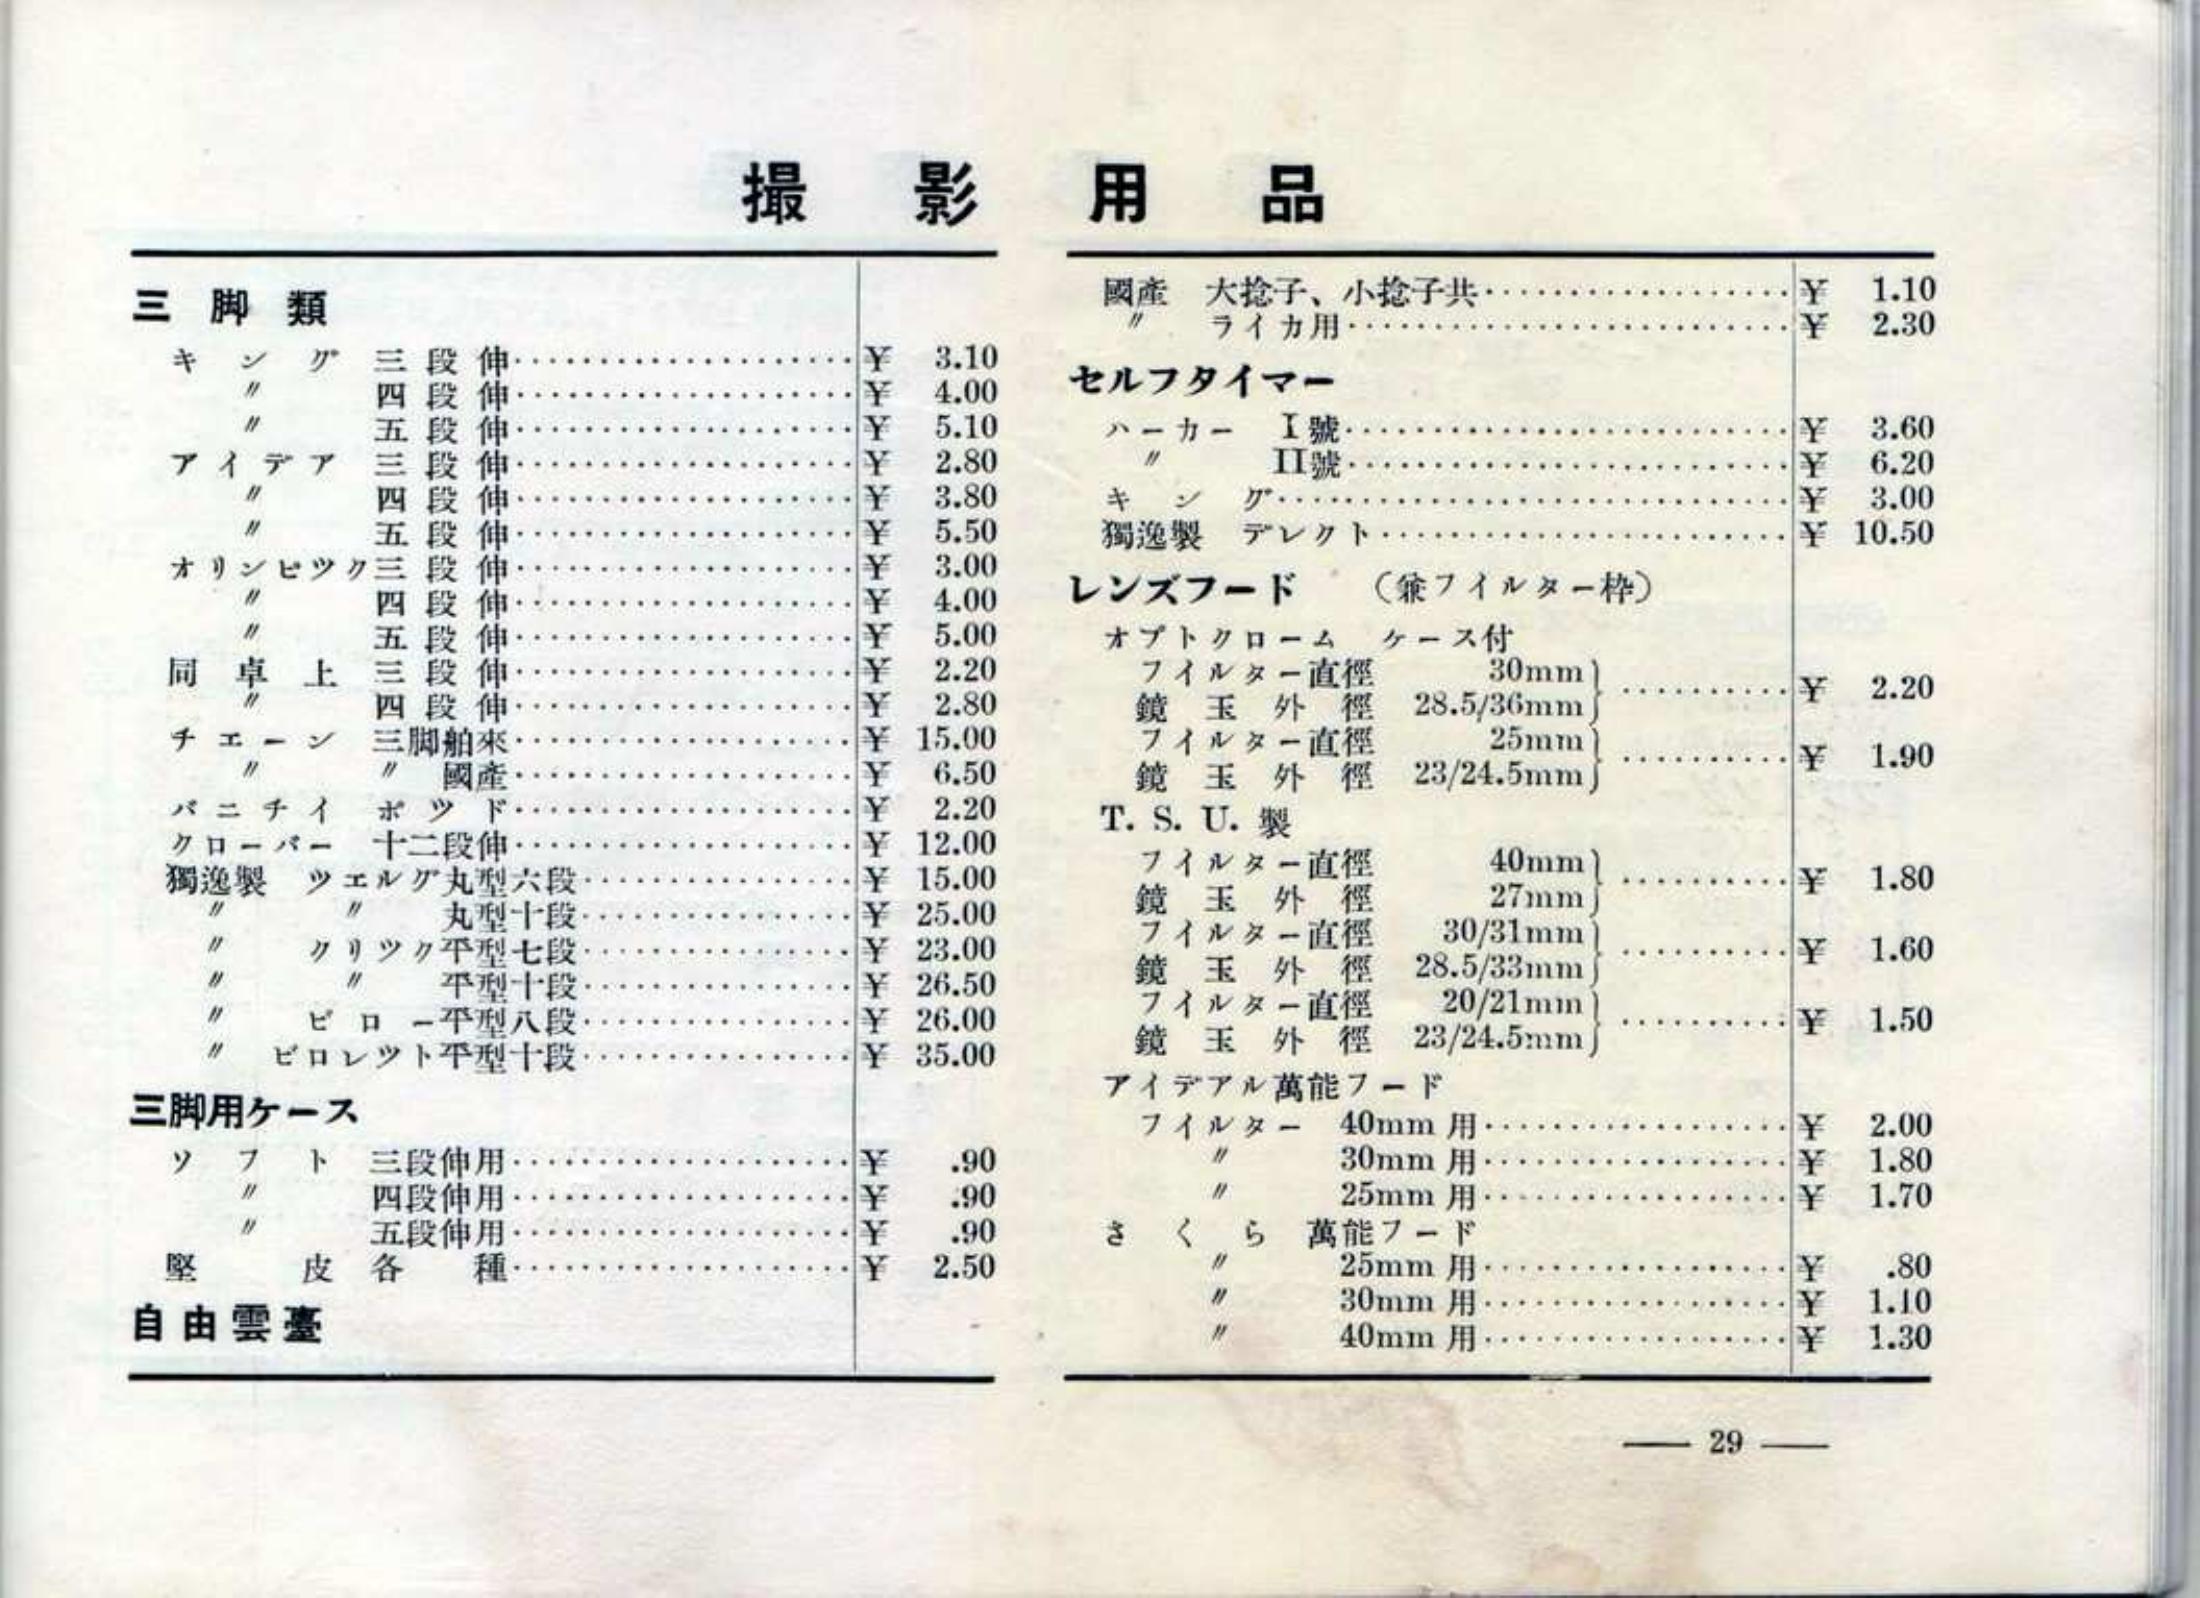 撮影用品
三脚類
キング 三段伸 ¥ 3.10
〃 四段伸 ¥ 4.00
〃 五段伸 ¥ 5.10
アイデア 三段伸 ¥ 2.80
〃 四段伸 ¥ 3.80
〃 五段伸 ¥ 5.50
オリンピツク三段伸 ¥ 3.00
〃 四段伸 ¥ 4.00
〃 五段伸 ¥ 5.00
同卓上 三段伸 ¥ 2.20
〃 四段伸 ¥ 2.80
チエーン 三脚舶來 ¥ 15.00
〃 〃 國産 ¥ 6.50
バニチイ ポツド ¥ 2.20
クローバー 十二段伸 ¥ 12.00
獨逸製 ツエルグ丸型六段 ¥ 15.00
〃 〃 丸型十段 ¥ 25.00
〃 クリツク平型七段 ¥ 23.00
〃 〃 平型十段 ¥ 26.50
〃 ピロー平型八段 ¥ 26.00
〃 ピロレツト平型十段 ¥ 35.00
三脚用ケース
ソフト 三段伸用 ¥ .90
〃 四段伸用 ¥ .90
〃 五段伸用 ¥ .90
堅皮各種 ¥ 2.50
自由雲臺
國産 大捻子、小捻子共 ¥ 1.10
〃 ライカ用 ¥ 2.30
セルフタイマー
ハーカー I號 ¥ 3.60
〃 II號 ¥ 6.20
キング ¥ 3.00
獨逸製 デレクト ¥ 10.50
レンズフード (兼フイルター枠)
オプトクローム ケース付
フイルター直徑 30mm
鏡玉外徑 28.5/36mm ¥ 2.20
フイルター直徑 25mm
鏡玉外徑 23/24.5mm ¥ 1.90
T. S. U. 製
フイルター直徑 40mm
鏡玉外徑 27mm ¥ 1.80
フイルター直徑 30/31mm
鏡玉外徑 28.5/33mm ¥ 1.60
フイルター直徑 20/21mm
鏡玉外徑 23/24.5mm ¥ 1.50
アイデアル萬能フード
フイルター 40mm 用 ¥ 2.00
〃 30mm 用 ¥ 1.80
〃 25mm 用 ¥ 1.70
さくら 萬能フード
〃 25mm 用 ¥ .80
〃 30mm 用 ¥ 1.10
〃 40mm 用 ¥ 1.30
— 29 —